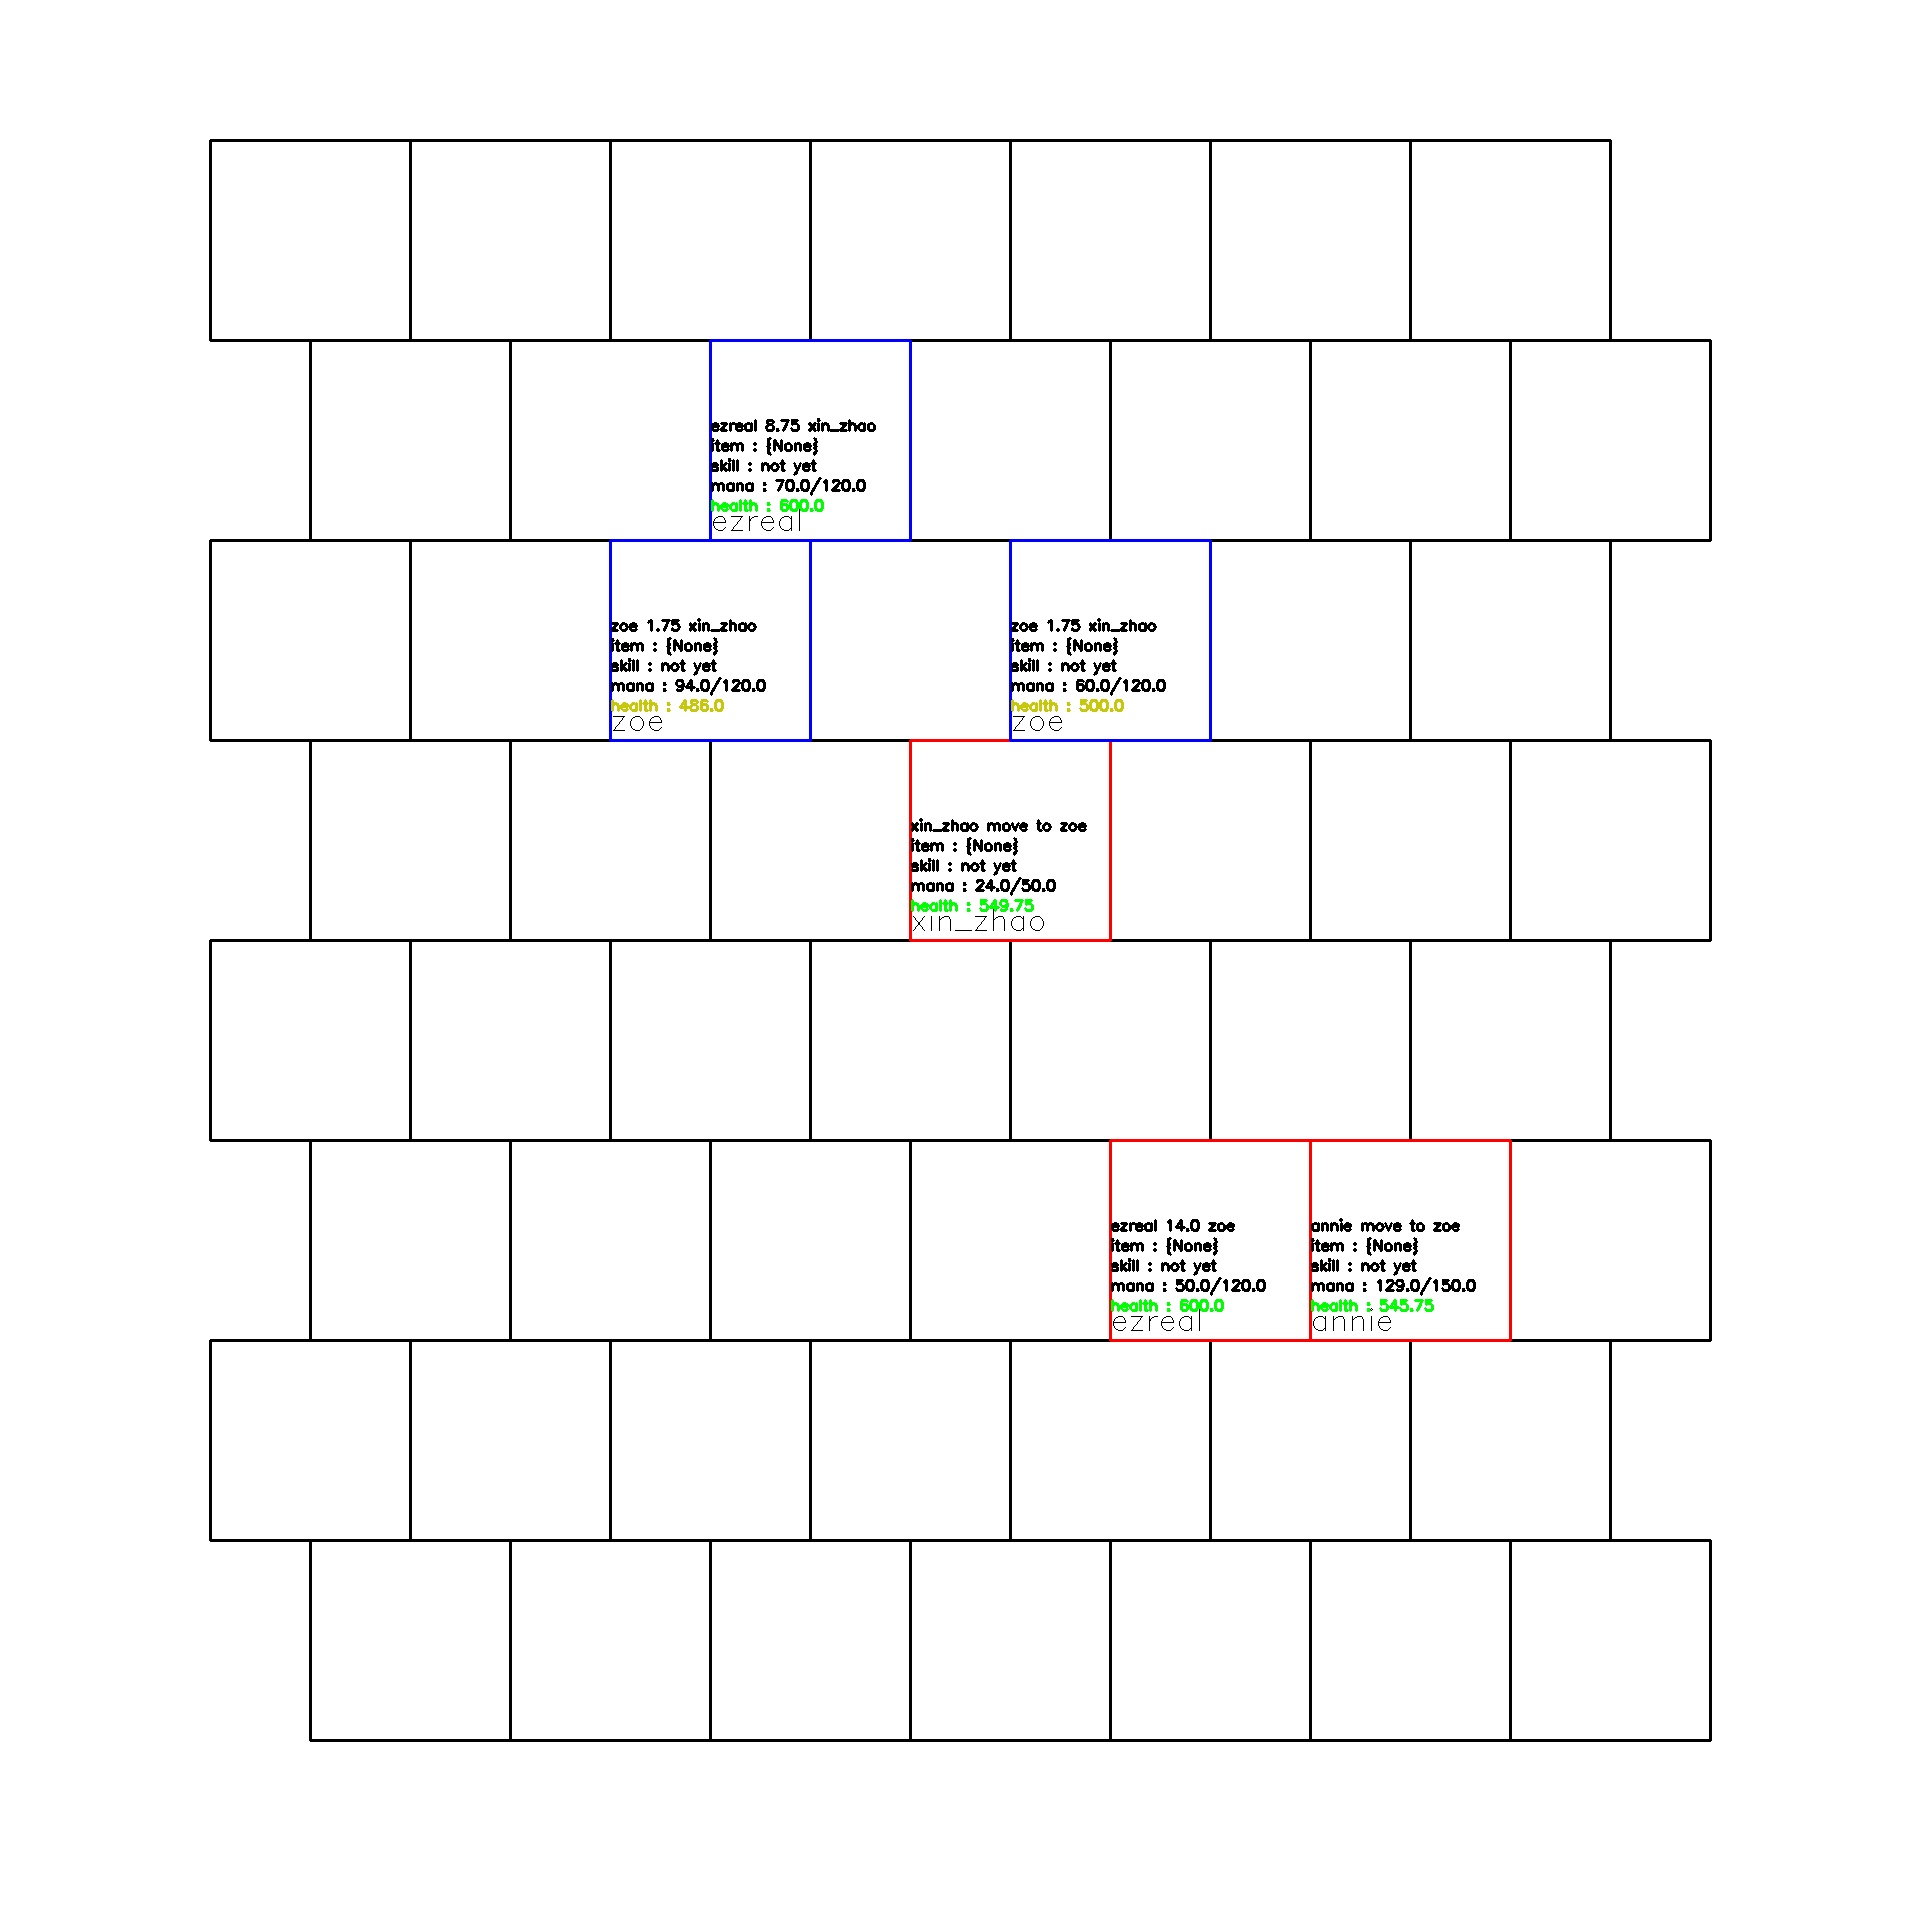 ezreal 8.75 xin_zhao
item : {None}
skill : not yet
mana : 70.0/120.0
health : 600.0
ezreal
zoe 1.75 xin_zhao
item : {None}
skill : not yet
mana : 94.0/120.0
health : 486.0
zoe
zoe 1.75 xin_zhao
item : {None}
skill : not yet
mana : 60.0/120.0
health : 500.0
zoe
xin_zhao move to zoe
item : {None}
skill : not yet
mana : 24.0/50.0
health : 549.75
xin_zhao
ezreal 14.0 zoe
item : {None}
skill : not yet
mana : 50.0/120.0
health : 600.0
ezreal
annie move to zoe
item : {None}
skill : not yet
mana : 129.0/150.0
health : 545.75
annie